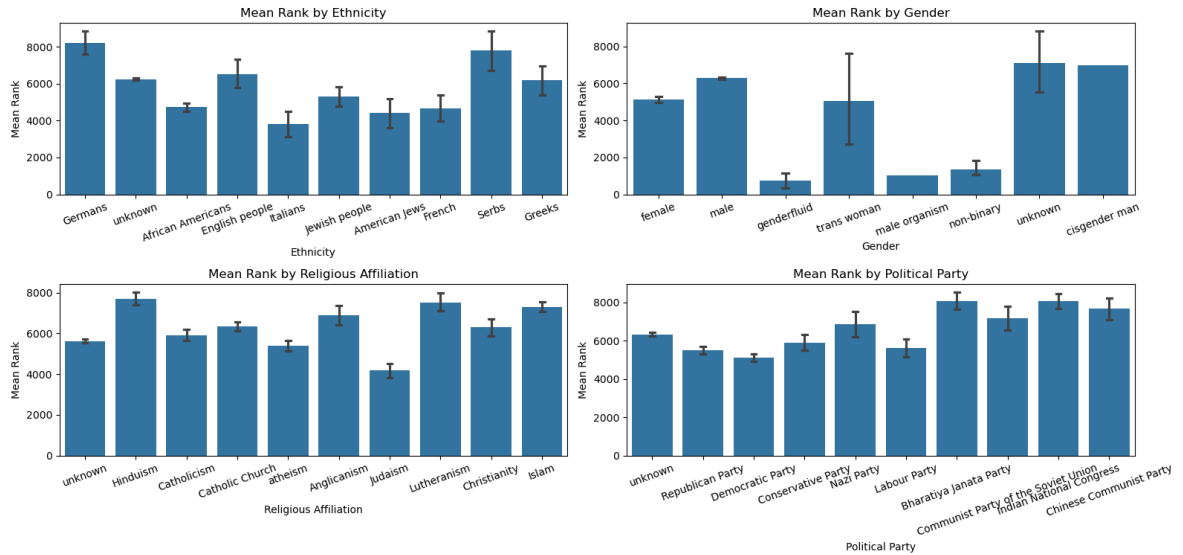 Mean Rank by Ethnicity
8000
6000
4000
2000
0
Mean Rank
Germans
unknown
African Americans
English people
Italians
Jewish people
American Jews
French
Serbs
Greeks
Ethnicity
Mean Rank by Gender
8000
6000
4000
2000
0
Mean Rank
female
male
genderfluid
trans woman
male organism
non-binary
unknown
cisgender man
Gender
Mean Rank by Religious Affiliation
8000
6000
4000
2000
0
Mean Rank
unknown
Hinduism
Catholicism
Catholic Church
atheism
Anglicanism
Judaism
Lutheranism
Christianity
Islam
Religious Affiliation
Mean Rank by Political Party
8000
6000
4000
2000
0
Mean Rank
unknown
Republican Party
Democratic Party
Conservative Party
Nazi Party
Labour Party
Bharatiya Janata Party
Communist Party of the Soviet Union
Indian National Congress
Chinese Communist Party
Political Party